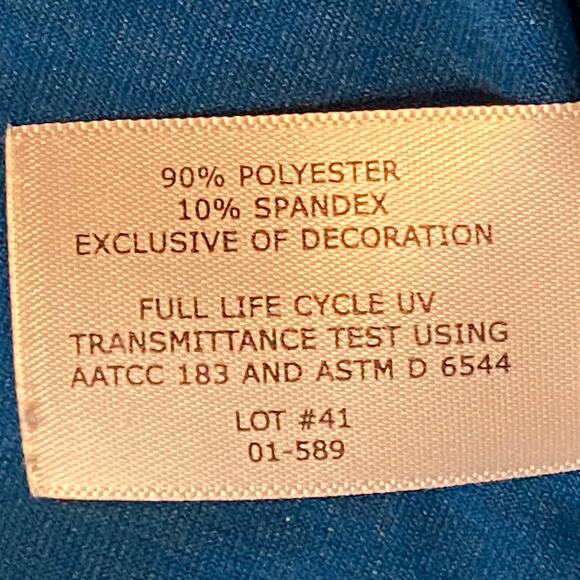 90% POLYESTER
10% SPANDEX
EXCLUSIVE OF DECORATION
FULL LIFE CYCLE UV
TRANSMITTANCE TEST USING
AATCC 183 AND ASTM D 6544
LOT #41
01-589